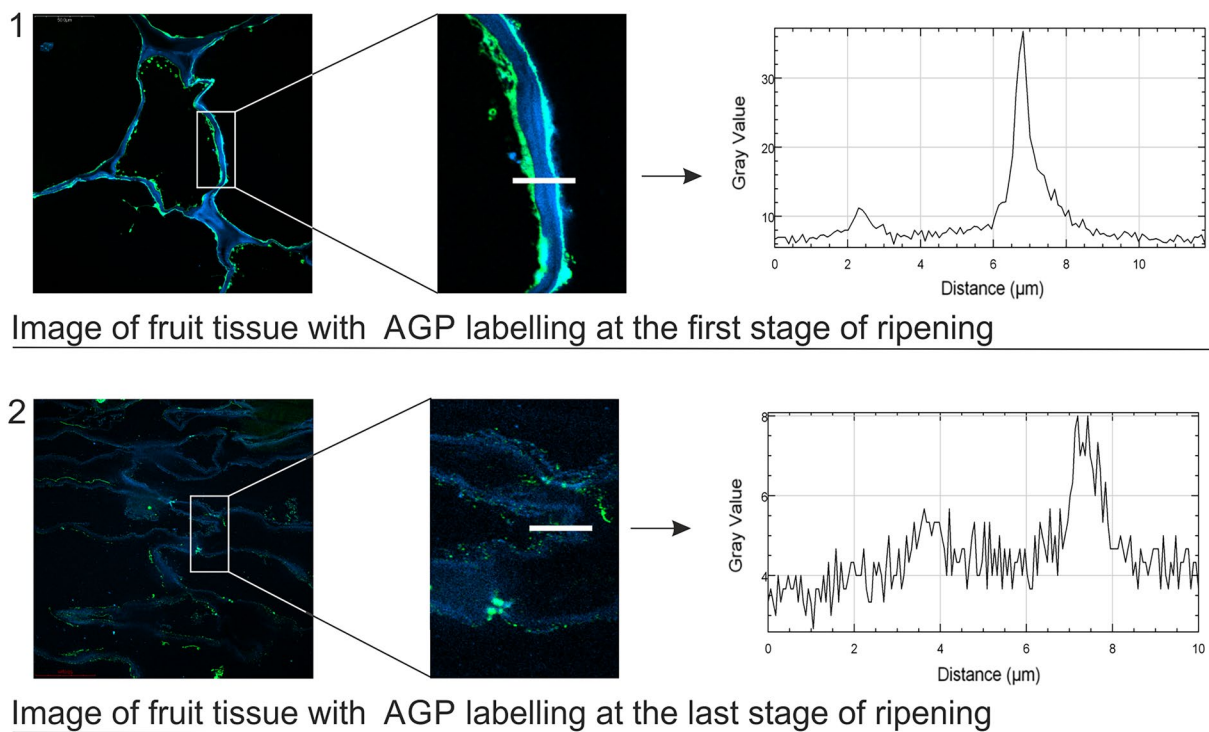 1
50.0µm
Gray Value
30
20
10
0 2 4 6 8 10
Distance (µm)
Image of fruit tissue with AGP labelling at the first stage of ripening
2
Gray Value
8
6
4
0 2 4 6 8 10
Distance (µm)
Image of fruit tissue with AGP labelling at the last stage of ripening